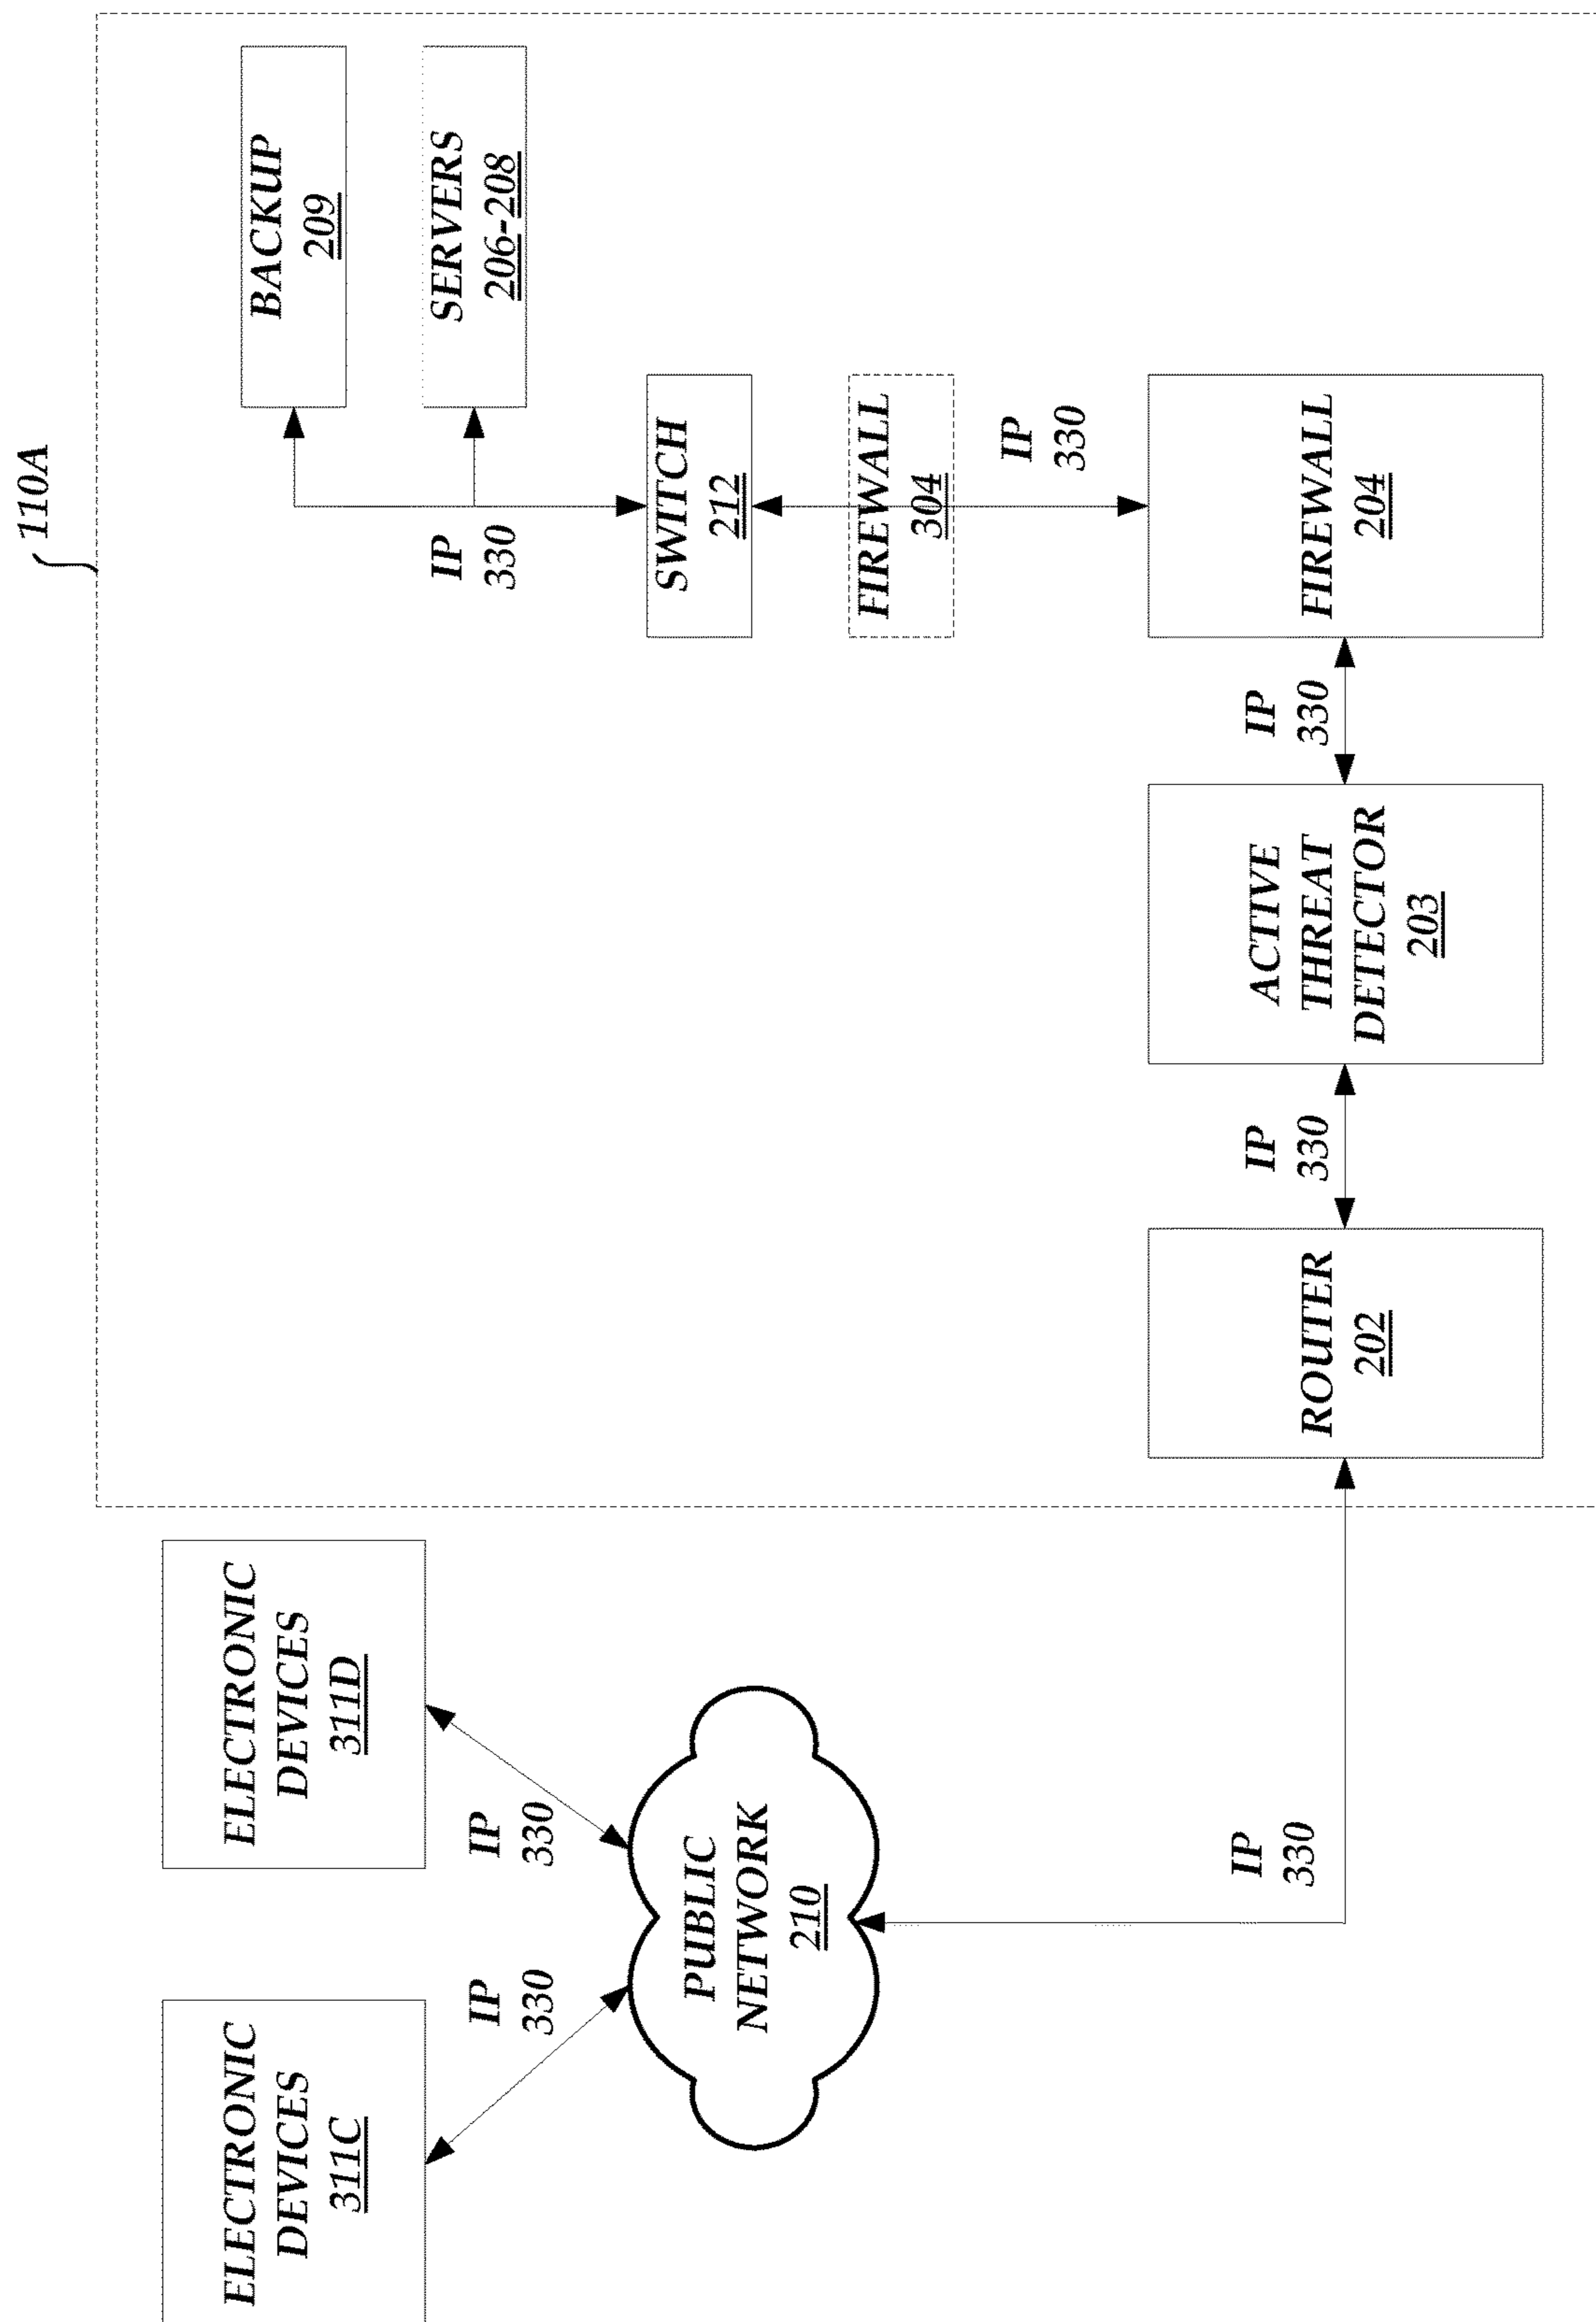 110A
ELECTRONIC
DEVICES
311C
ELECTRONIC
DEVICES
311D
BACKUP
209
SERVERS
206-208
IP
330
IP
330
IP
330
PUBLIC
NETWORK
210
SWITCH
212
FIREWALL
304
IP
330
IP
330
ROUTER
202
IP
330
ACTIVE
THREAT
DETECTOR
203
IP
330
FIREWALL
204